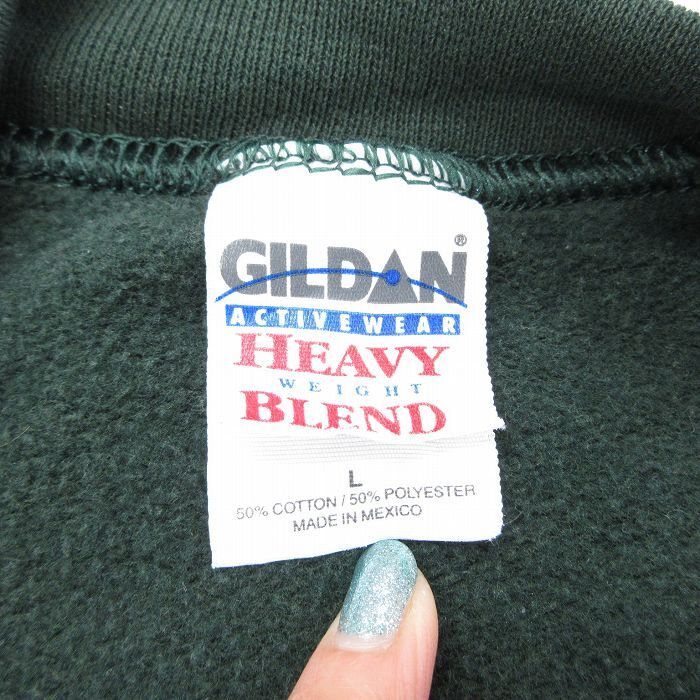 GILDAN®
ACTIVEWEAR
HEAVY
WEIGHT
BLEND
L
50% COTTON / 50% POLYESTER
MADE IN MEXICO